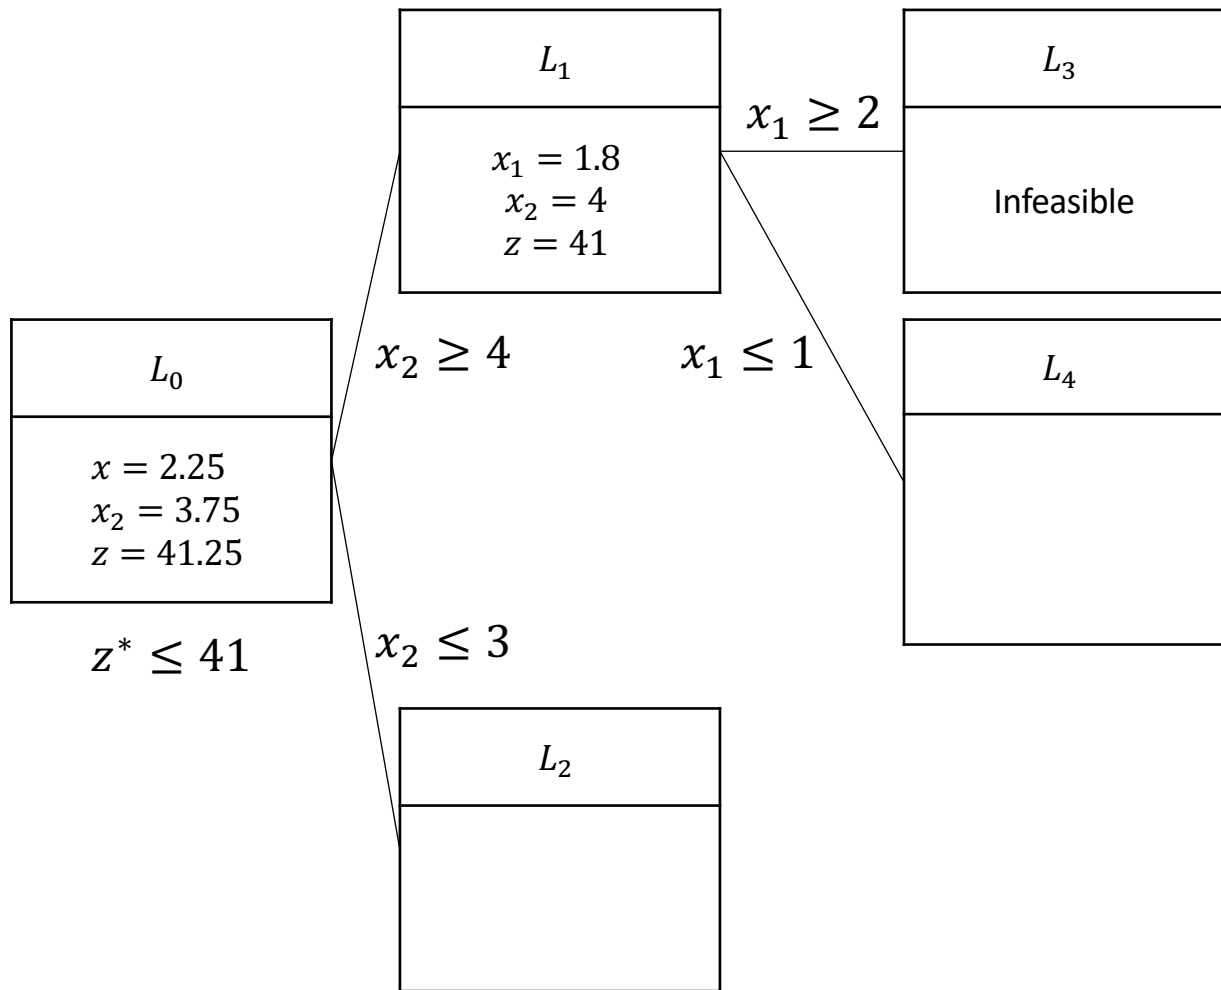 L₁
x₁ = 1.8
x₂ = 4
z = 41
x₁ ≥ 2
L₃
Infeasible
L₀
x = 2.25
x₂ = 3.75
z = 41.25
z* ≤ 41
x₂ ≥ 4
x₁ ≤ 1
L₄
x₂ ≤ 3
L₂